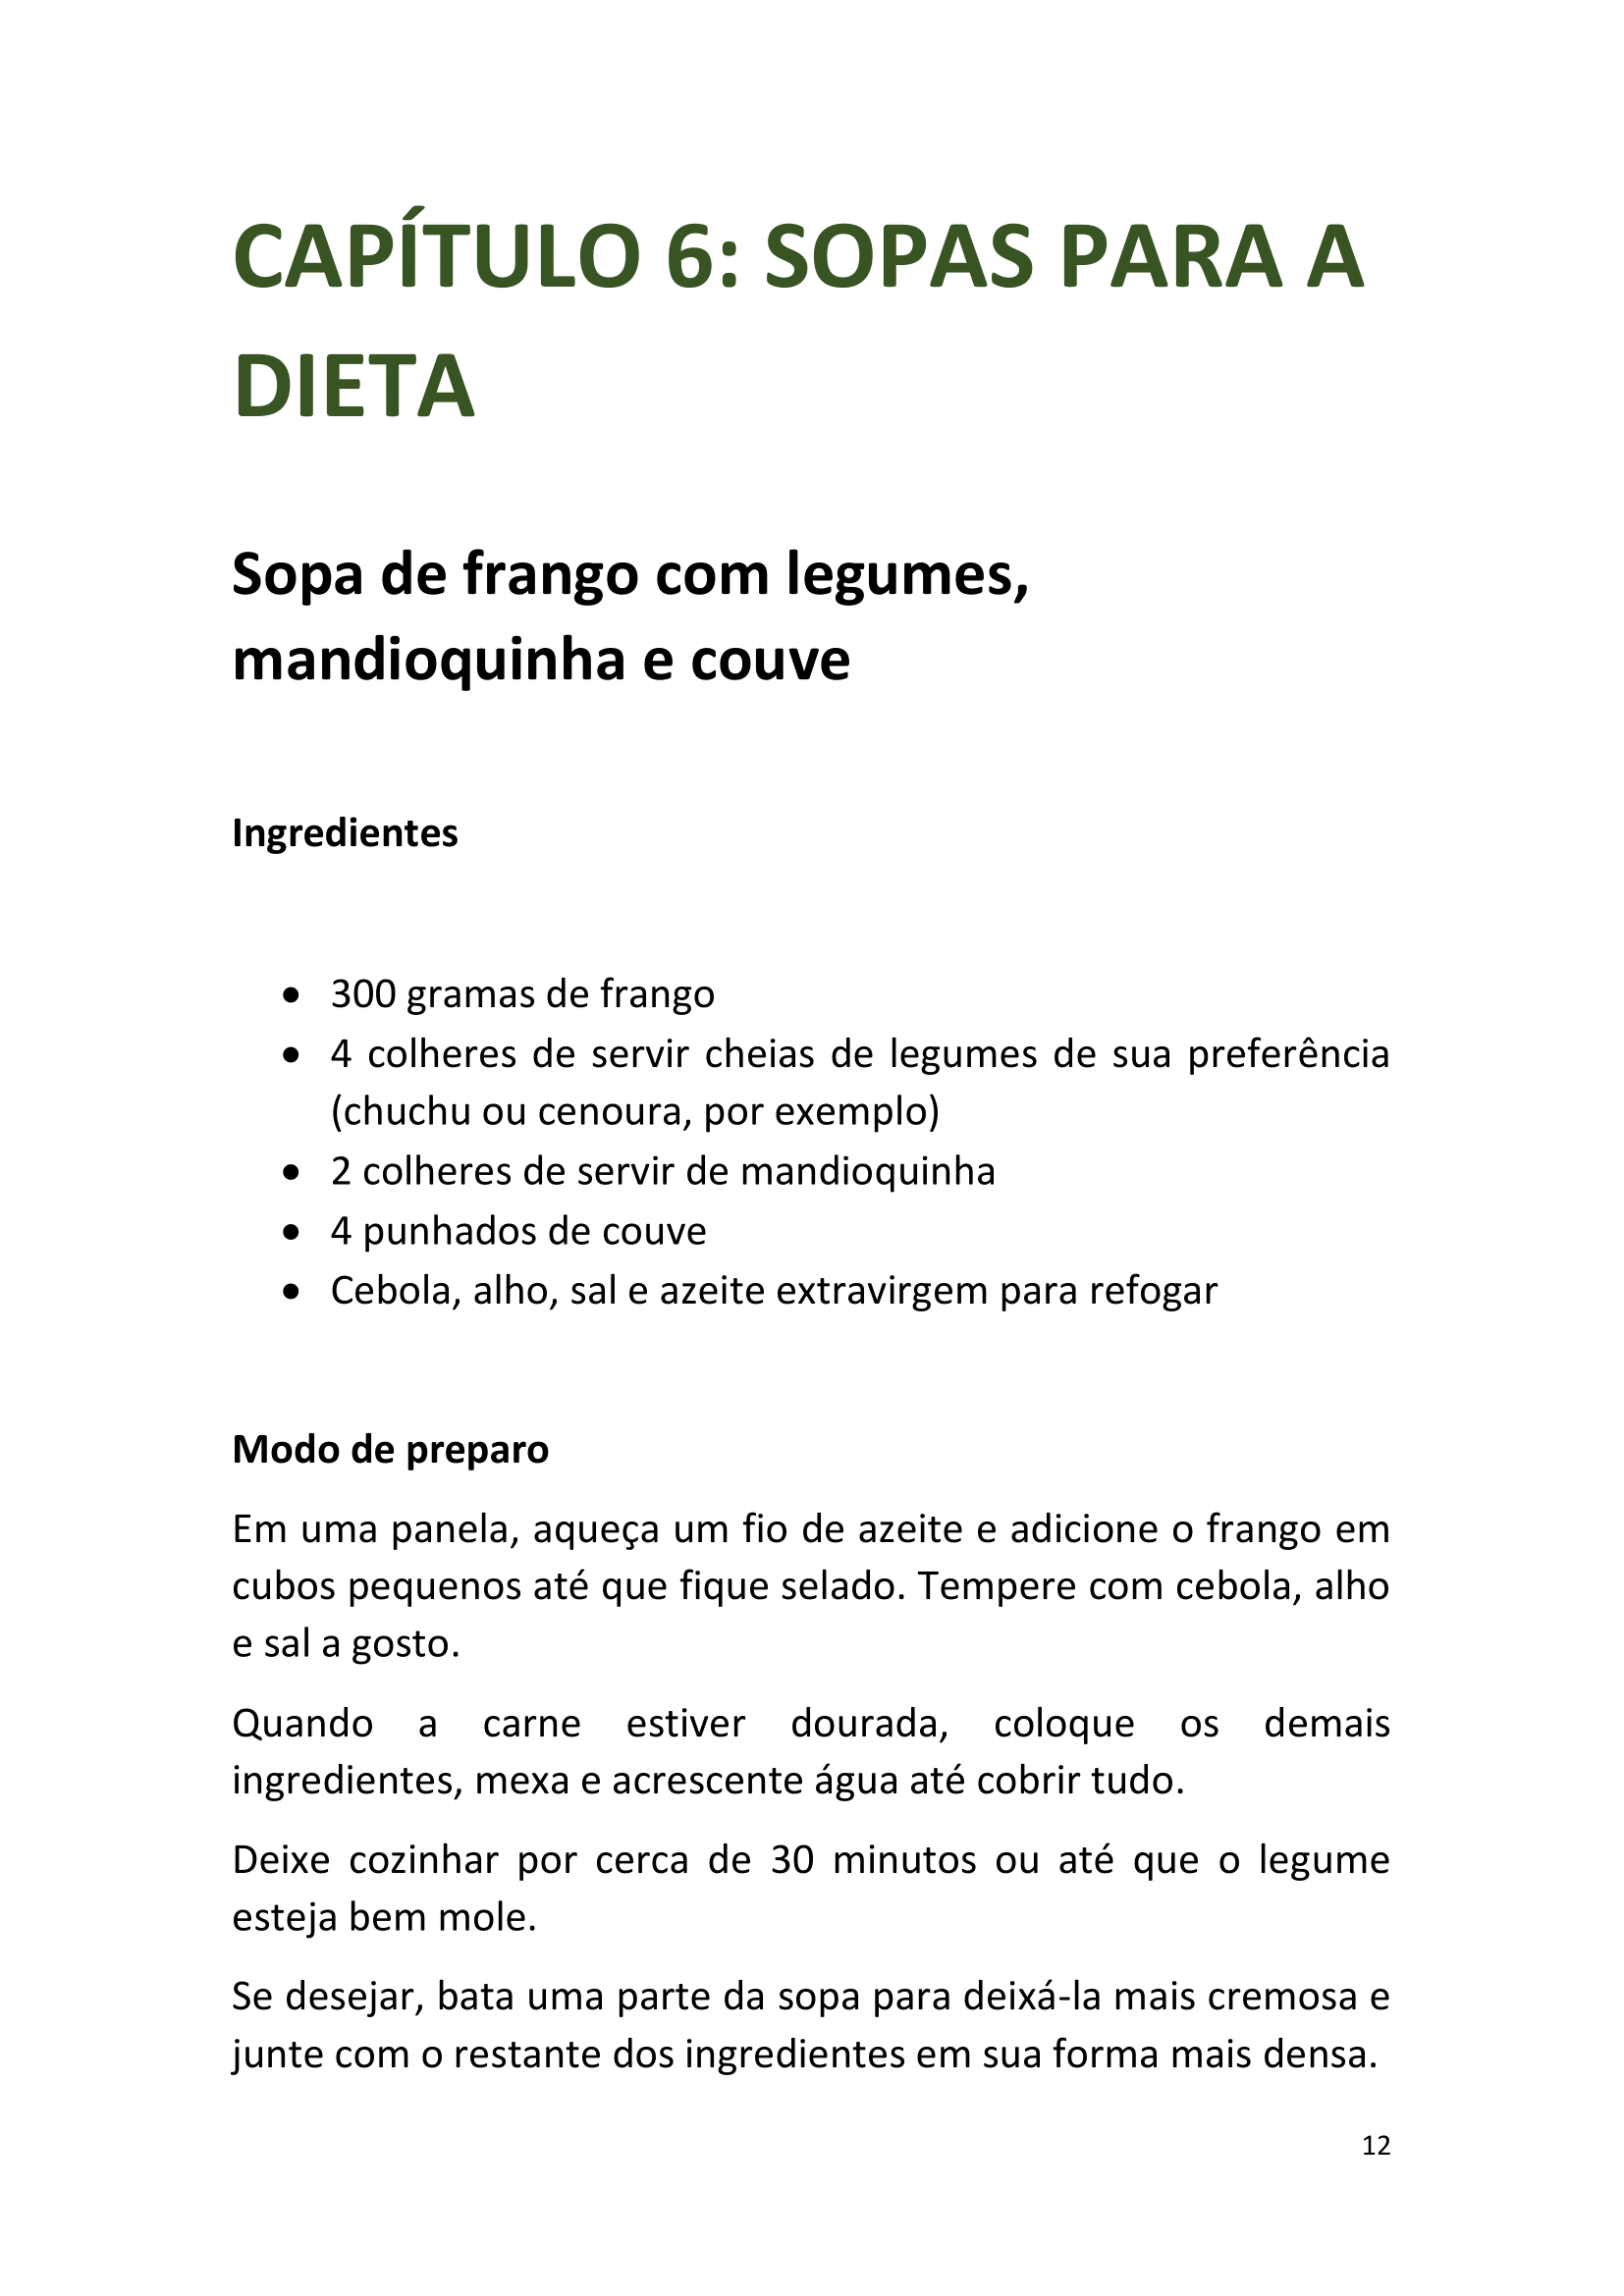 CAPÍTULO 6: SOPAS PARA A
DIETA
Sopa de frango com legumes,
mandioquinha e couve
Ingredientes
• 300 gramas de frango
• 4 colheres de servir cheias de legumes de sua preferência
(chuchu ou cenoura, por exemplo)
• 2 colheres de servir de mandioquinha
• 4 punhados de couve
• Cebola, alho, sal e azeite extravirgem para refogar
Modo de preparo
Em uma panela, aqueça um fio de azeite e adicione o frango em
cubos pequenos até que fique selado. Tempere com cebola, alho
e sal a gosto.
Quando a carne estiver dourada, coloque os demais
ingredientes, mexa e acrescente água até cobrir tudo.
Deixe cozinhar por cerca de 30 minutos ou até que o legume
esteja bem mole.
Se desejar, bata uma parte da sopa para deixá-la mais cremosa e
junte com o restante dos ingredientes em sua forma mais densa.
12